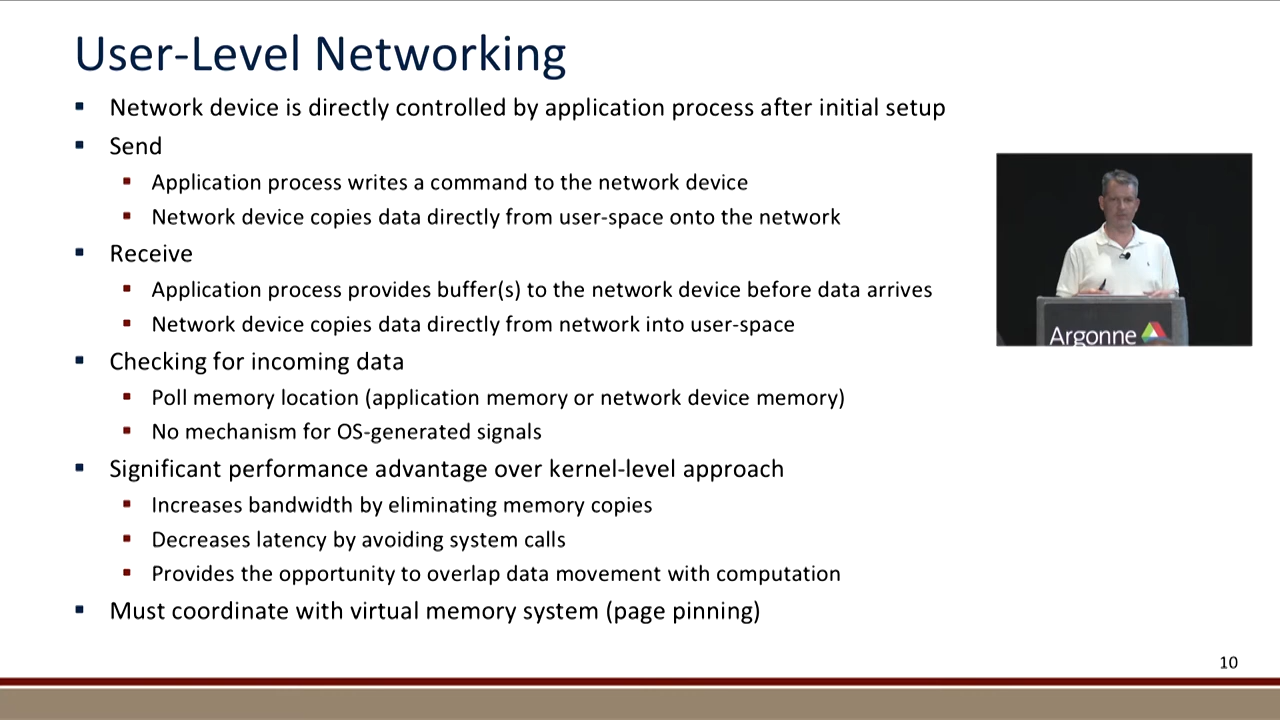 User-Level Networking
Network device is directly controlled by application process after initial setup
Send
Application process writes a command to the network device
Network device copies data directly from user-space onto the network
Receive
Application process provides buffer(s) to the network device before data arrives
Network device copies data directly from network into user-space
Checking for incoming data
Poll memory location (application memory or network device memory)
No mechanism for OS-generated signals
Significant performance advantage over kernel-level approach
Increases bandwidth by eliminating memory copies
Decreases latency by avoiding system calls
Provides the opportunity to overlap data movement with computation
Must coordinate with virtual memory system (page pinning)
Argonne
10